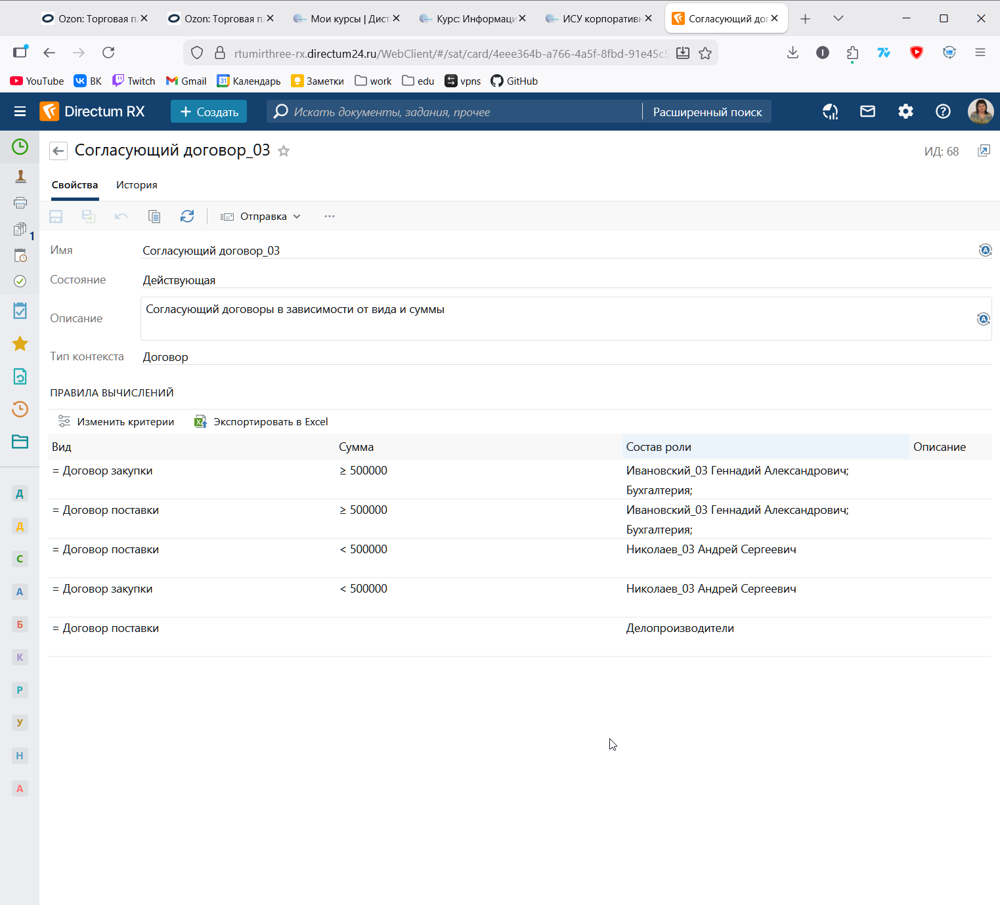 Ozon: Торговая пл
Ozon: Торговая пл
Мои курсы | Дист
Курс: Информаци
ИСУ корпоративн
Согласующий дог
rtumirthree-rx.directum24.ru/WebClient/#/sat/card/4eee364b-a766-4a5f-8fbd-91e45c5
YouTube
ВК
Twitch
Gmail
31 Календарь
Заметки
work
edu
vpns
GitHub
Directum RX
Создать
Искать документы, задания, прочее
Расширенный поиск
Согласующий договор_03
ИД: 68
Свойства
История
1
Отправка
Имя
Согласующий договор_03
Состояние
Действующая
Описание
Согласующий договоры в зависимости от вида и суммы
Тип контекста
Договор
ПРАВИЛА ВЫЧИСЛЕНИЙ
Изменить критерии
Экспортировать в Excel
Вид Сумма Состав роли Описание
= Договор закупки ≥ 500000 Ивановский_03 Геннадий Александрович;
Бухгалтерия;
= Договор поставки ≥ 500000 Ивановский_03 Геннадий Александрович;
Бухгалтерия;
= Договор поставки < 500000 Николаев_03 Андрей Сергеевич
= Договор закупки < 500000 Николаев_03 Андрей Сергеевич
= Договор поставки Делопроизводители
Д
Д
С
А
Б
К
Р
У
Н
А